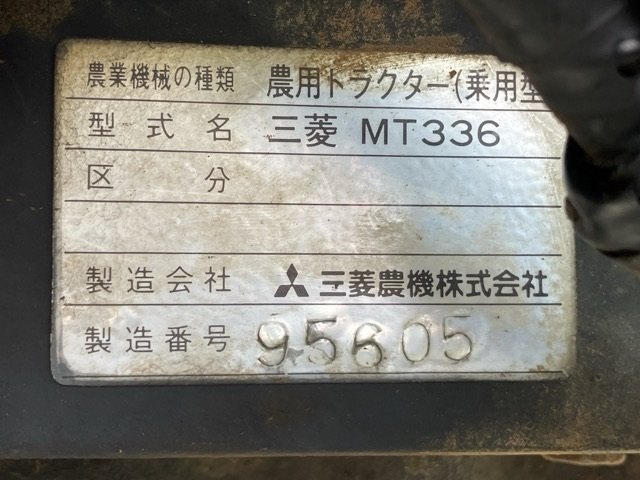 農業機械の種類 農用トラクター(乗用型
型式名 三菱 MT336
区分
製造会社 三菱農機株式会社
製造番号 95605